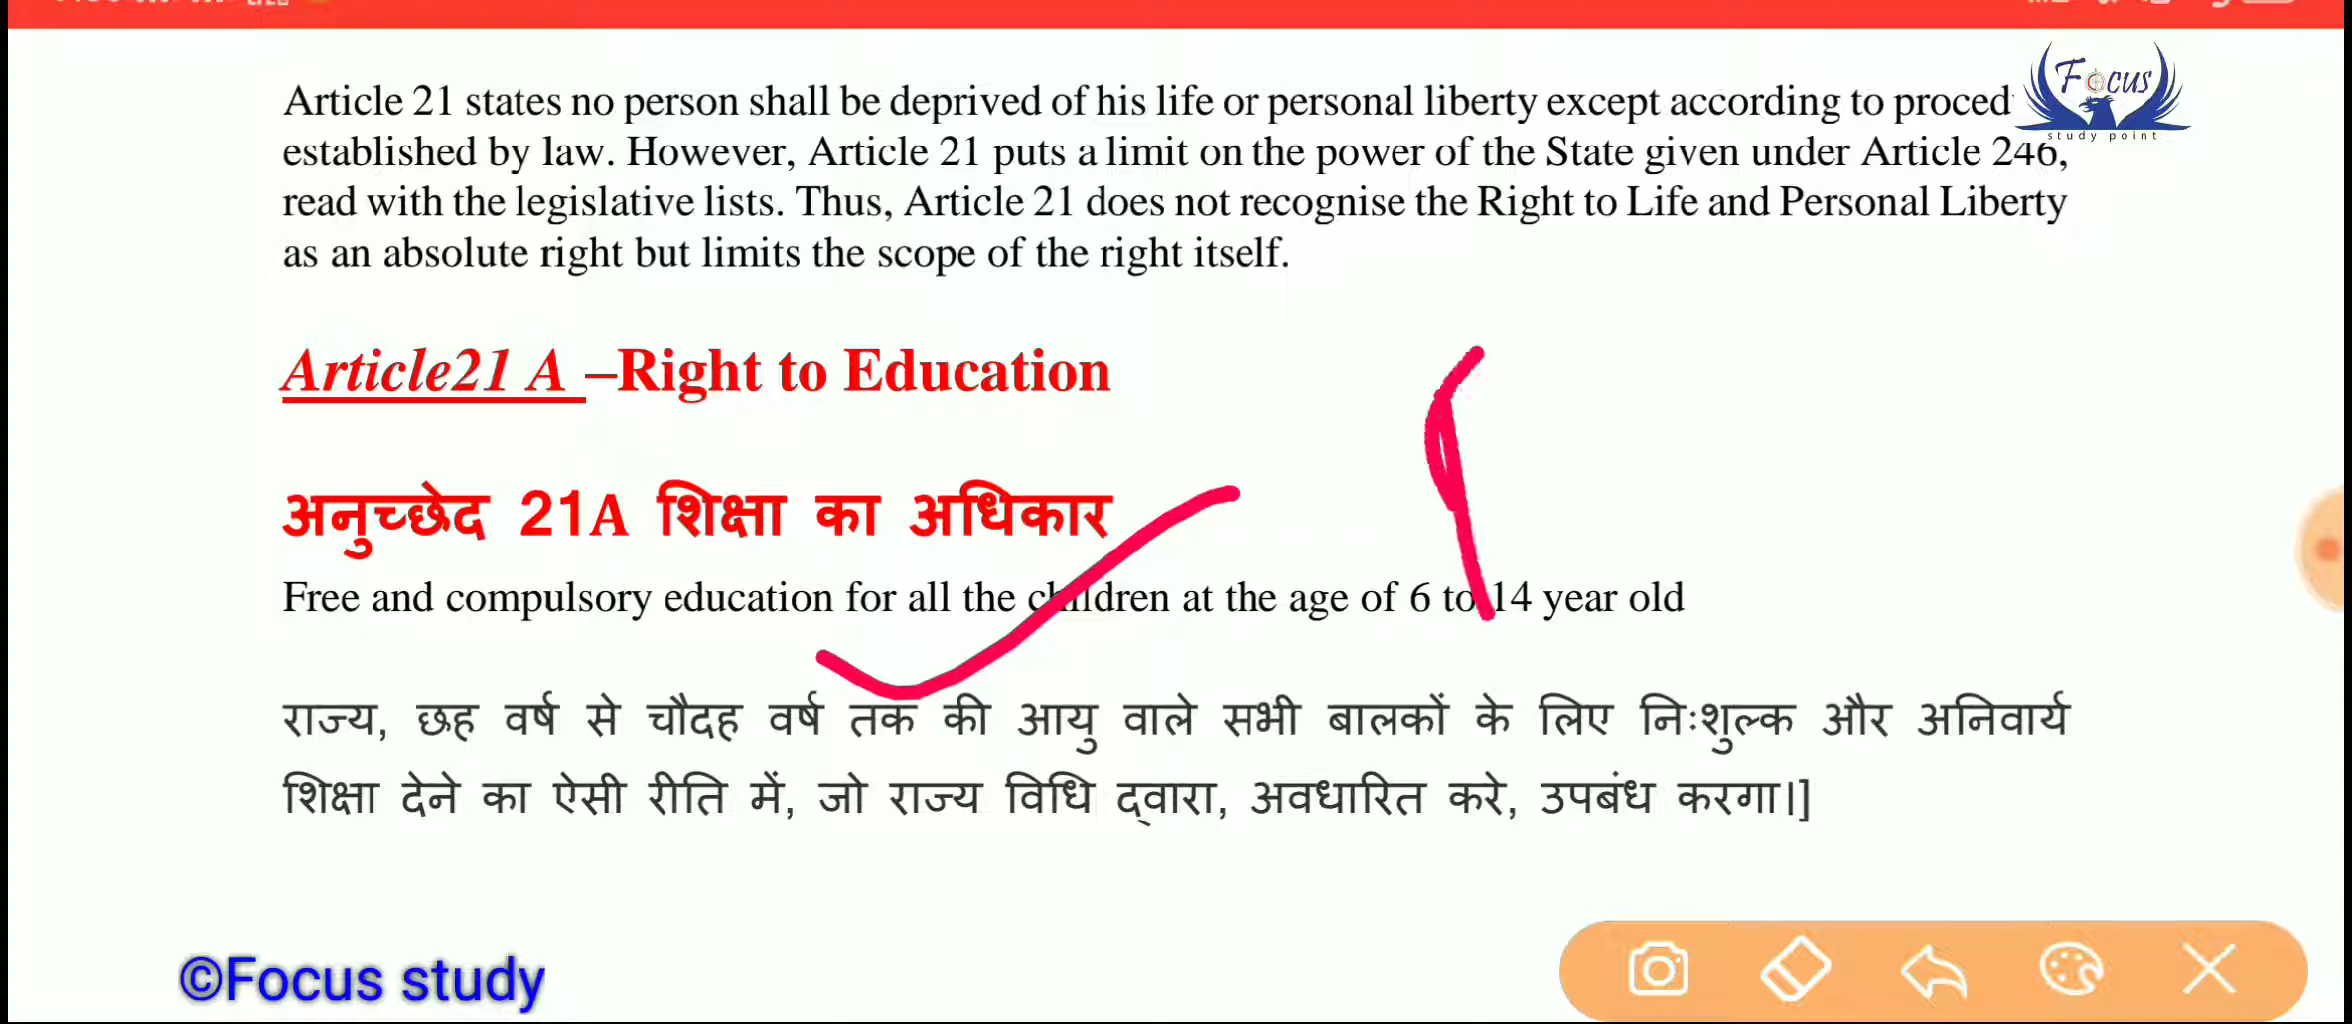 Focus
study point
Article 21 states no person shall be deprived of his life or personal liberty except according to proced
established by law. However, Article 21 puts a limit on the power of the State given under Article 246,
read with the legislative lists. Thus, Article 21 does not recognise the Right to Life and Personal Liberty
as an absolute right but limits the scope of the right itself.
Article21 A –Right to Education
अनुच्छेद 21A शिक्षा का अधिकार
Free and compulsory education for all the children at the age of 6 to 14 year old
राज्य, छह वर्ष से चौदह वर्ष तक की आयु वाले सभी बालकों के लिए निःशुल्क और अनिवार्य
शिक्षा देने का ऐसी रीति में, जो राज्य विधि द्वारा, अवधारित करे, उपबंध करगा।]
©Focus study